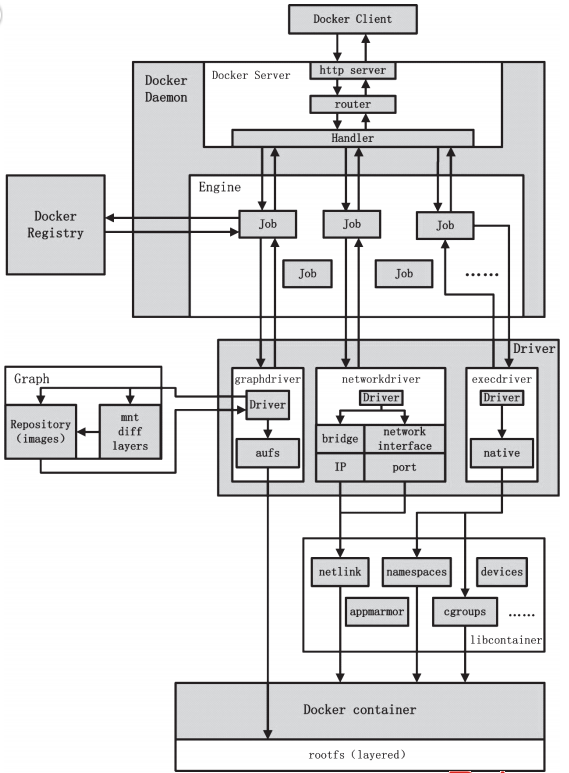 Docker Client
Docker
Daemon
Docker Server
http server
router
Handler
Engine
Docker
Registry
Job
Job
Job
Job
Job
......
Driver
Graph
graphdriver
networkdriver
execdriver
Driver
Driver
Driver
Repository
(images)
mnt
diff
layers
bridge
network
interface
aufs
native
IP
port
netlink
namespaces
devices
appmarmor
cgroups
......
libcontainer
Docker container
rootfs (layered)